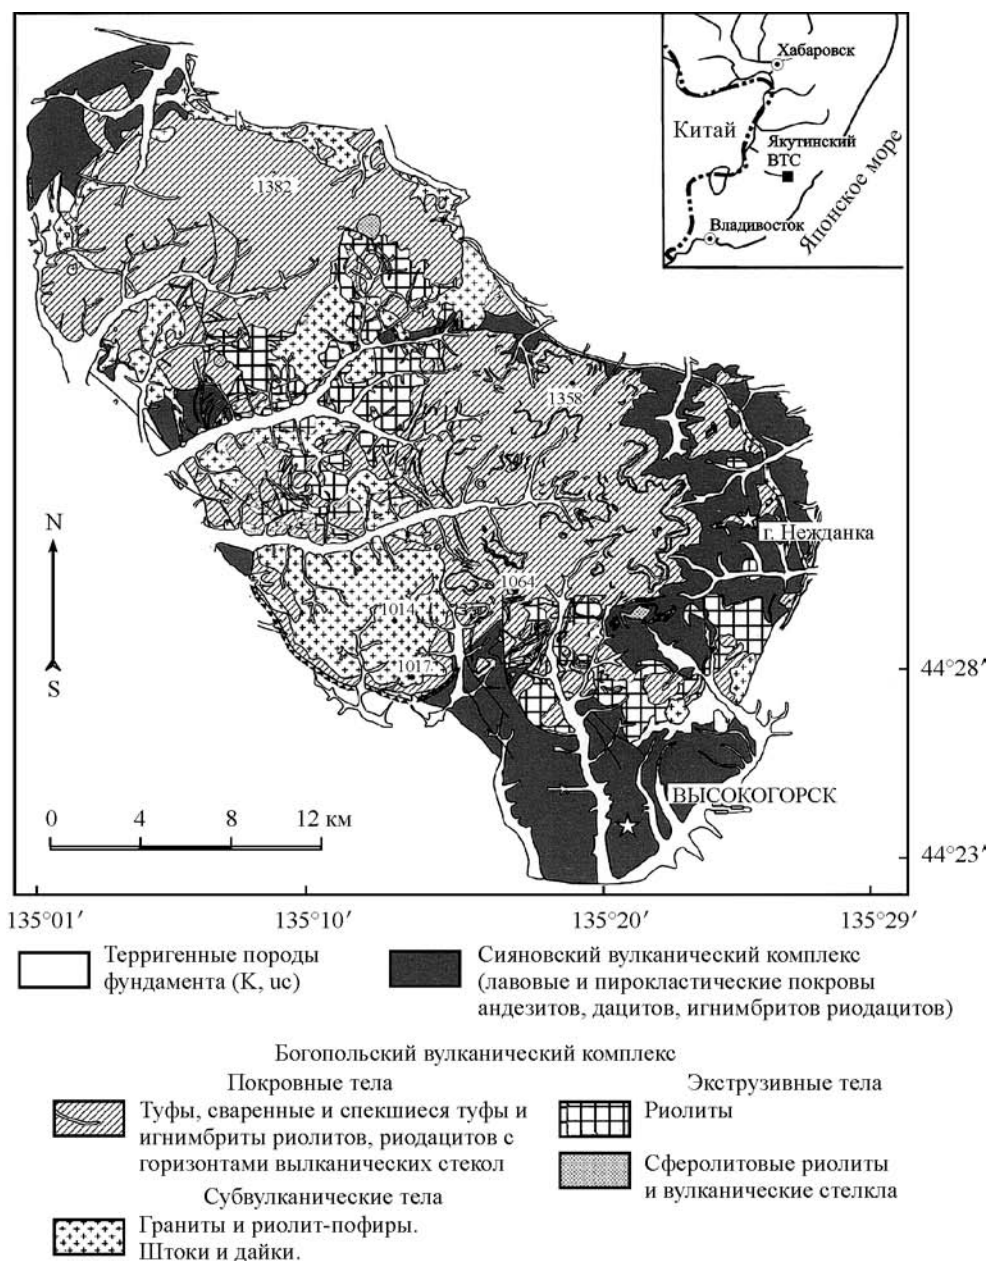 Хабаровск
Китай
Якутинский
ВТС
Владивосток
Японское море
1382
1358
г. Нежданка
N
S
1064
1014
1017
44°28′
ВЫСОКОГОРСК
0 4 8 12 км
44°23′
135°01′ 135°10′ 135°20′ 135°29′
Терригенные породы
фундамента (K, uc)
Сияновский вулканический комплекс
(лавовые и пирокластические покровы
андезитов, дацитов, игнимбритов риодацитов)
Богопольский вулканический комплекс
Покровные тела
Туфы, сваренные и спекшиеся туфы и
игнимбриты риолитов, риодацитов с
горизонтами вылканических стекол
Субвулканические тела
Граниты и риолит-пофиры.
Штоки и дайки.
Экструзивные тела
Риолиты
Сферолитовые риолиты
и вулканические стелкла